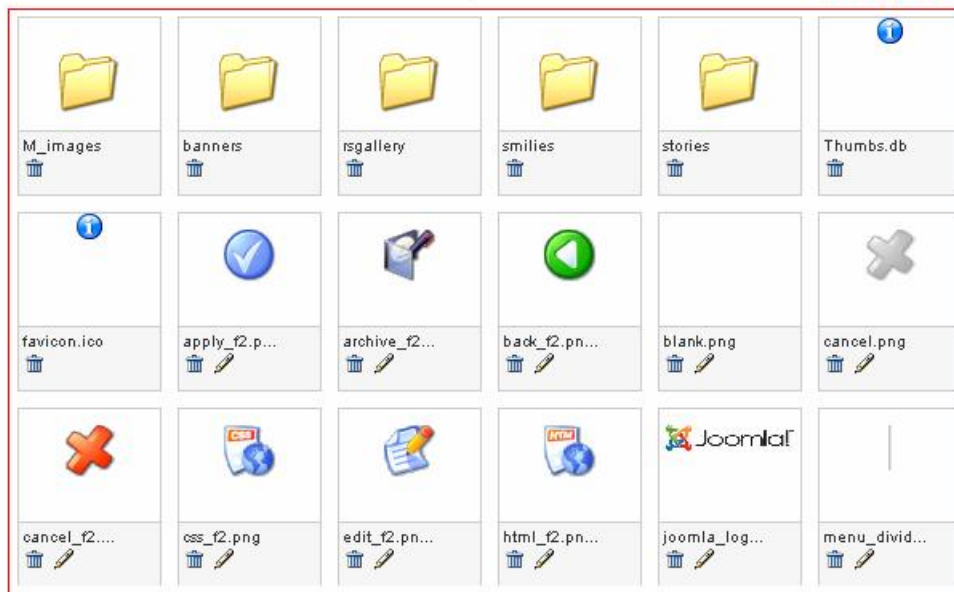 M_images
banners
rsgallery
smilies
stories
Thumbs.db
favicon.ico
apply_f2.p...
archive_f2...
back_f2.pn...
blank.png
cancel.png
CSS
HTM
Joomla!
cancel_f2....
css_f2.png
edit_f2.pn...
html_f2.pn...
joomla_log...
menu_divid...